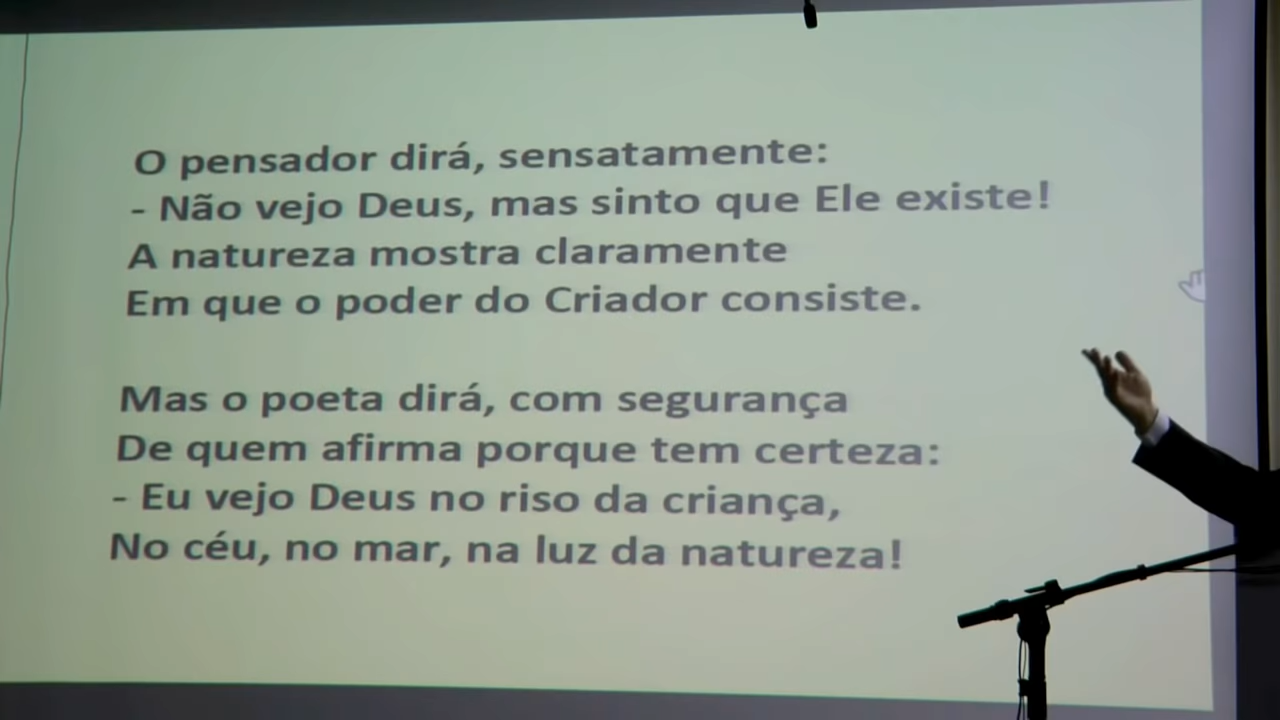 O pensador dirá, sensatamente:
- Não vejo Deus, mas sinto que Ele existe!
A natureza mostra claramente
Em que o poder do Criador consiste.
Mas o poeta dirá, com segurança
De quem afirma porque tem certeza:
- Eu vejo Deus no riso da criança,
No céu, no mar, na luz da natureza!